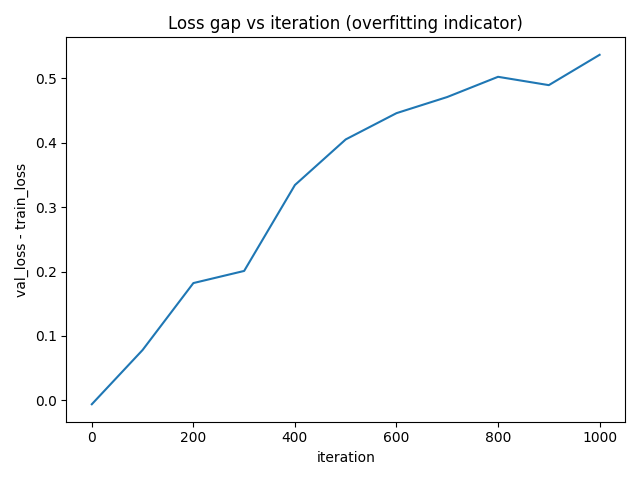 Loss gap vs iteration (overfitting indicator)
val_loss - train_loss
0.5
0.4
0.3
0.2
0.1
0.0
0 200 400 600 800 1000
iteration